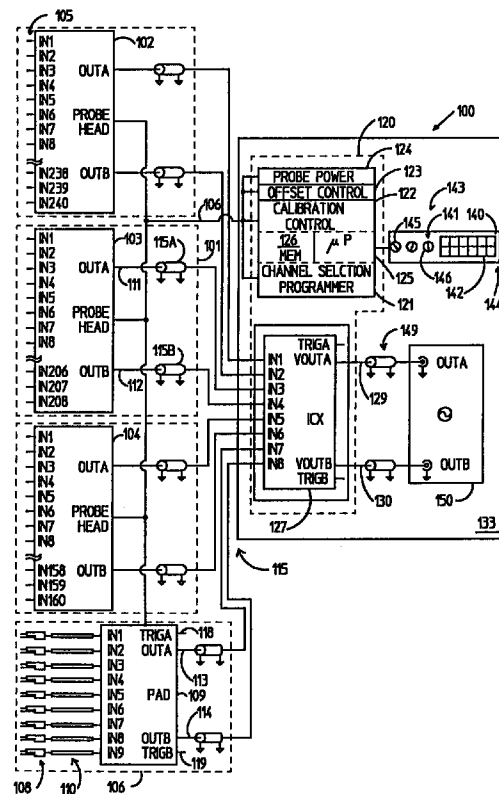 105
IN1
IN2
IN3
IN4
IN5
IN6
IN7
IN8
IN238
IN239
IN240
OUTA
PROBE
HEAD
OUTB
102
106
IN1
IN2
IN3
IN4
IN5
IN6
IN7
IN8
IN206
IN207
IN208
103
OUTA
111
PROBE
HEAD
OUTB
112
115A
101
115B
IN1
IN2
IN3
IN4
IN5
IN6
IN7
IN8
IN158
IN159
IN160
104
OUTA
PROBE
HEAD
OUTB
115
IN1
IN2
IN3
IN4
IN5
IN6
IN7
IN8
IN9
TRIGA
OUTA
PAD
OUTB
TRIGB
118
113
109
114
119
108
110
106
100
120
124
123
122
PROBE POWER
OFFSET CONTROL
CALIBRATION
CONTROL
126
MEM
μP
CHANNEL SELCTION
PROGRAMMER
125
121
143
145
141
140
146
142
144
TRIGA
IN1
VOUTA
IN2
IN3
IN4
ICX
IN5
IN6
IN7
IN8
VOUTB
TRIGB
127
149
129
130
OUTA
OUTB
150
133